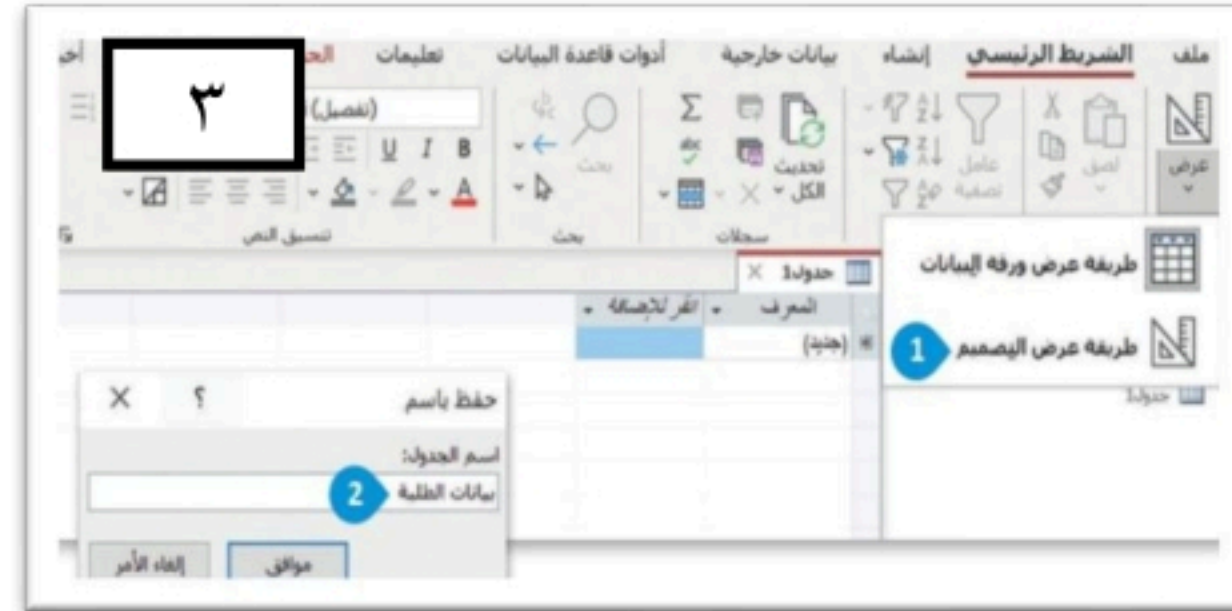 ملف الشريط الرئيسي إنشاء بيانات خارجية أدوات قاعدة البيانات تعليمات
٣
(تفصيل)
عرض
لصق
عامل تصفية
تحديث الكل
بحث
B I U
سجلات بحث تنسيق النص
طريقة عرض ورقة البيانات
طريقة عرض التصميم 1
جدول1
جدول1
المعرف انقر للإضافة
(جديد)
حفظ باسم ؟
اسم الجدول:
بيانات الطلبة 2
موافق إلغاء الأمر